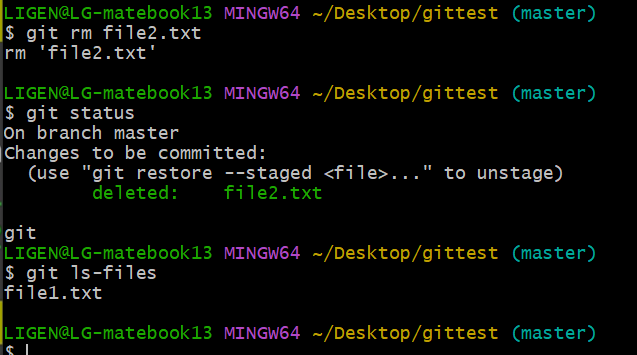 LIGEN@LG-matebook13 MINGW64 ~/Desktop/gittest (master)
$ git rm file2.txt
rm 'file2.txt'
LIGEN@LG-matebook13 MINGW64 ~/Desktop/gittest (master)
$ git status
On branch master
Changes to be committed:
  (use "git restore --staged <file>..." to unstage)
        deleted:    file2.txt
git
LIGEN@LG-matebook13 MINGW64 ~/Desktop/gittest (master)
$ git ls-files
file1.txt
LIGEN@LG-matebook13 MINGW64 ~/Desktop/gittest (master)
$